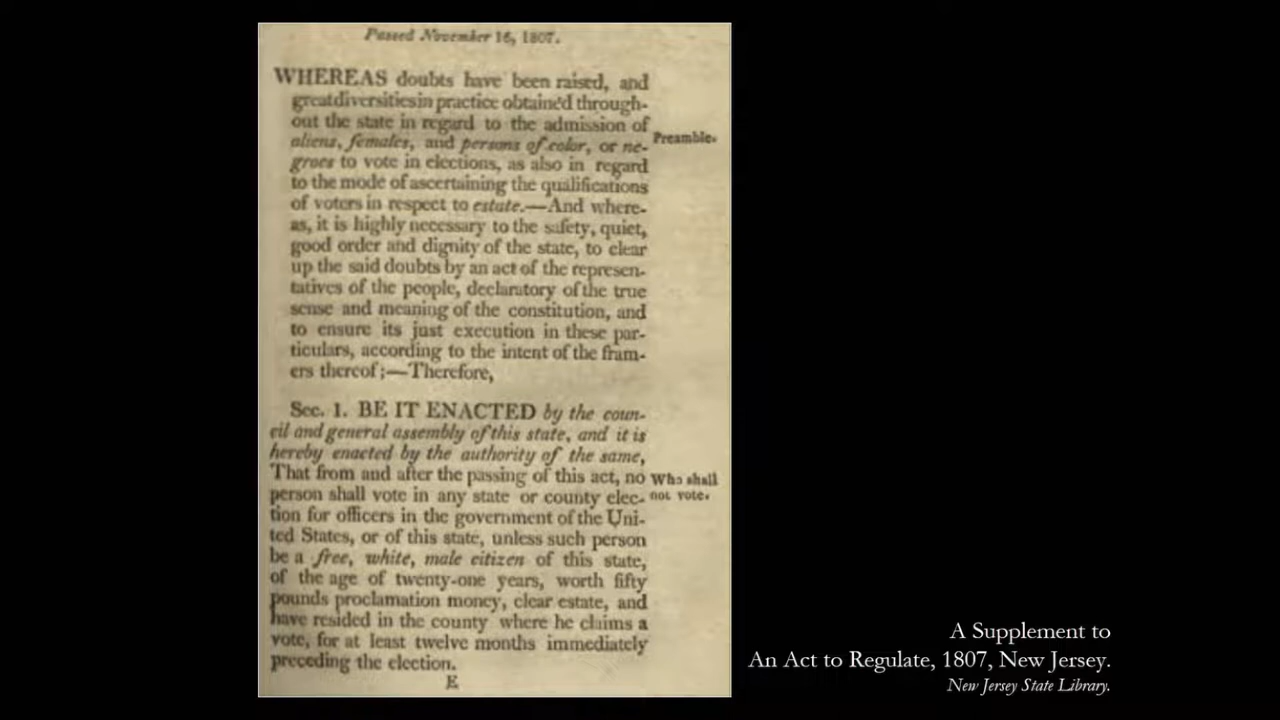 Passed November 16, 1807.
WHEREAS doubts have been raised, and
great diversities in practice obtained through-
out the state in regard to the admission of
aliens, females, and persons of color, or ne-
Preamble.
groes to vote in elections, as also in regard
to the mode of ascertaining the qualifications
of voters in respect to estate.—And where-
as, it is highly necessary to the safety, quiet,
good order and dignity of the state, to clear
up the said doubts by an act of the represen-
tatives of the people, declaratory of the true
sense and meaning of the constitution, and
to ensure its just execution in these par-
ticulars, according to the intent of the fram-
ers thereof;—Therefore,
Sec. 1. BE IT ENACTED by the coun-
cil and general assembly of this state, and it is
hereby enacted by the authority of the same,
That from and after the passing of this act, no
Who shall
person shall vote in any state or county elec-
not vote.
tion for officers in the government of the Uni-
ted States, or of this state, unless such person
be a free, white, male citizen of this state,
of the age of twenty-one years, worth fifty
pounds proclamation money, clear estate, and
have resided in the county where he claims a
vote, for at least twelve months immediately
preceding the election.
E
A Supplement to
An Act to Regulate, 1807, New Jersey.
New Jersey State Library.